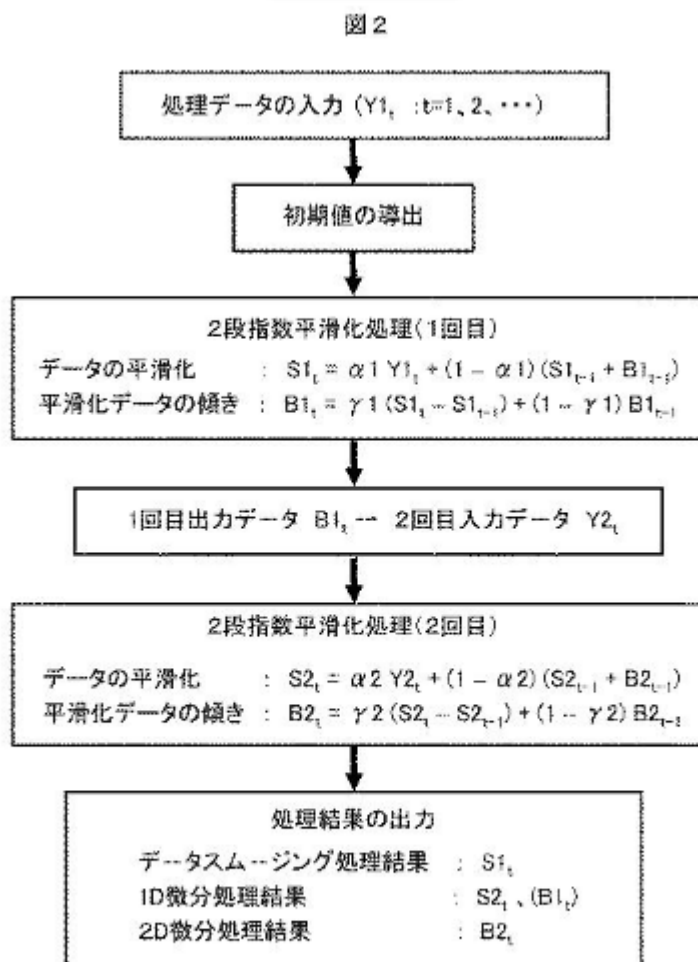 図2
処理データの入力 (Y1ₜ :t=1、2、･･･)
初期値の導出
2段指数平滑化処理(1回目)
データの平滑化 : S1ₜ = α1 Y1ₜ + (1 - α1) (S1ₜ₋₁ + B1ₜ₋₁)
平滑化データの傾き : B1ₜ = γ1 (S1ₜ - S1ₜ₋₁) + (1 - γ1) B1ₜ₋₁
1回目出力データ B1ₜ → 2回目入力データ Y2ₜ
2段指数平滑化処理(2回目)
データの平滑化 : S2ₜ = α2 Y2ₜ + (1 - α2) (S2ₜ₋₁ + B2ₜ₋₁)
平滑化データの傾き : B2ₜ = γ2 (S2ₜ - S2ₜ₋₁) + (1 - γ2) B2ₜ₋₁
処理結果の出力
データスムージング処理結果 : S1ₜ
1D微分処理結果 : S2ₜ、(B1ₜ)
2D微分処理結果 : B2ₜ